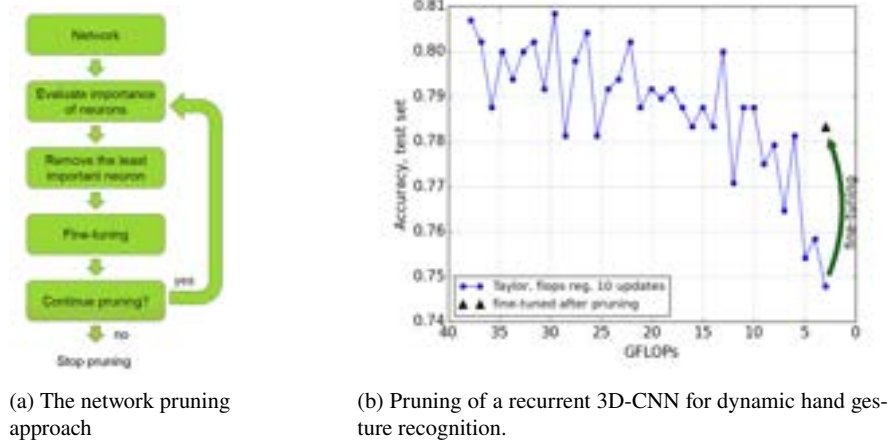 Network
Evaluate importance
of neurons
Remove the least
important neuron
Fine-tuning
Continue pruning?
yes
no
Stop pruning
(a) The network pruning
approach
0.81
0.80
0.79
0.78
0.77
0.76
0.75
0.74
Accuracy, test set
40 35 30 25 20 15 10 5 0
GFLOPs
Taylor, flops reg, 10 updates
fine-tuned after pruning
fine-tuning
(b) Pruning of a recurrent 3D-CNN for dynamic hand ges-
ture recognition.